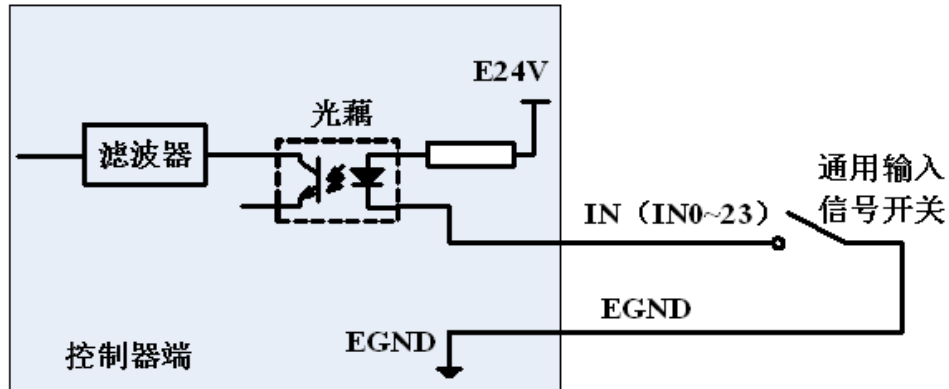 E24V
光藕
滤波器
通用输入
信号开关
IN（IN0~23）
EGND
EGND
控制器端